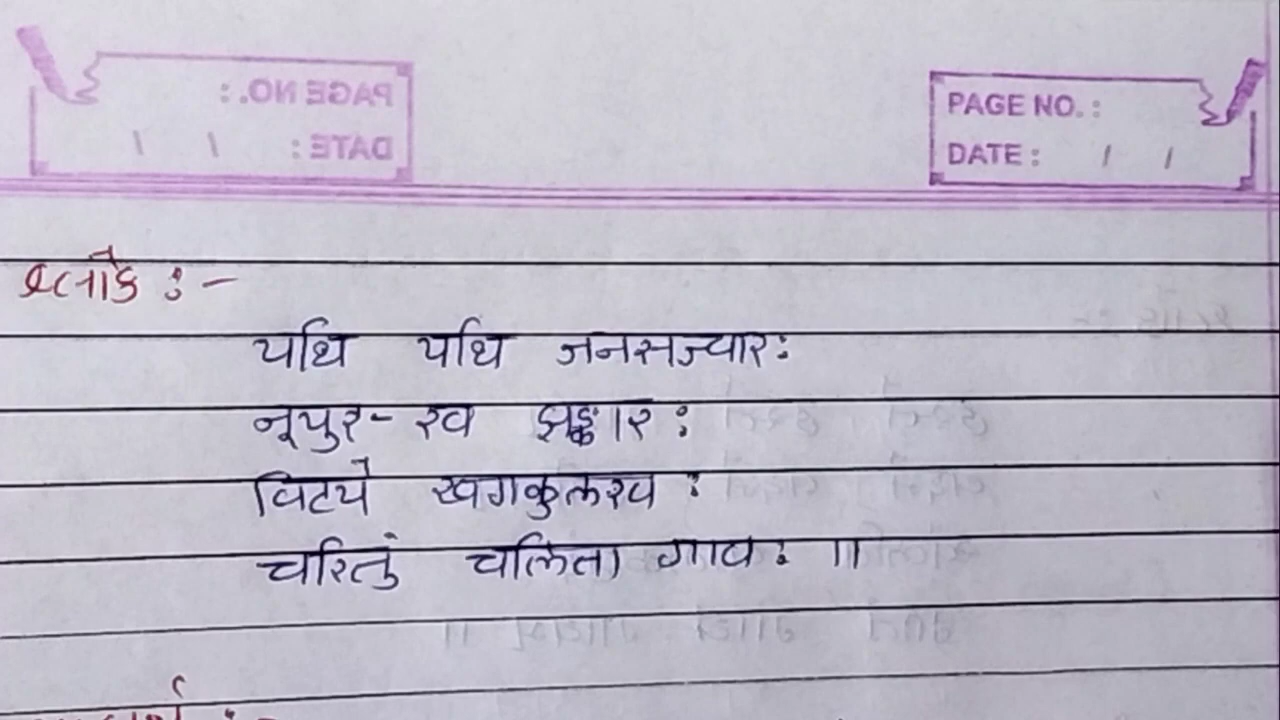 PAGE NO. :
DATE : / /
PAGE NO. :
DATE : / /
श्लोक :-
पथि पथि जनसञ्चारः
नूपुर- रव झङ्कारः
विटपे खगकुलरव :
चरितुं चलिता गावः ॥